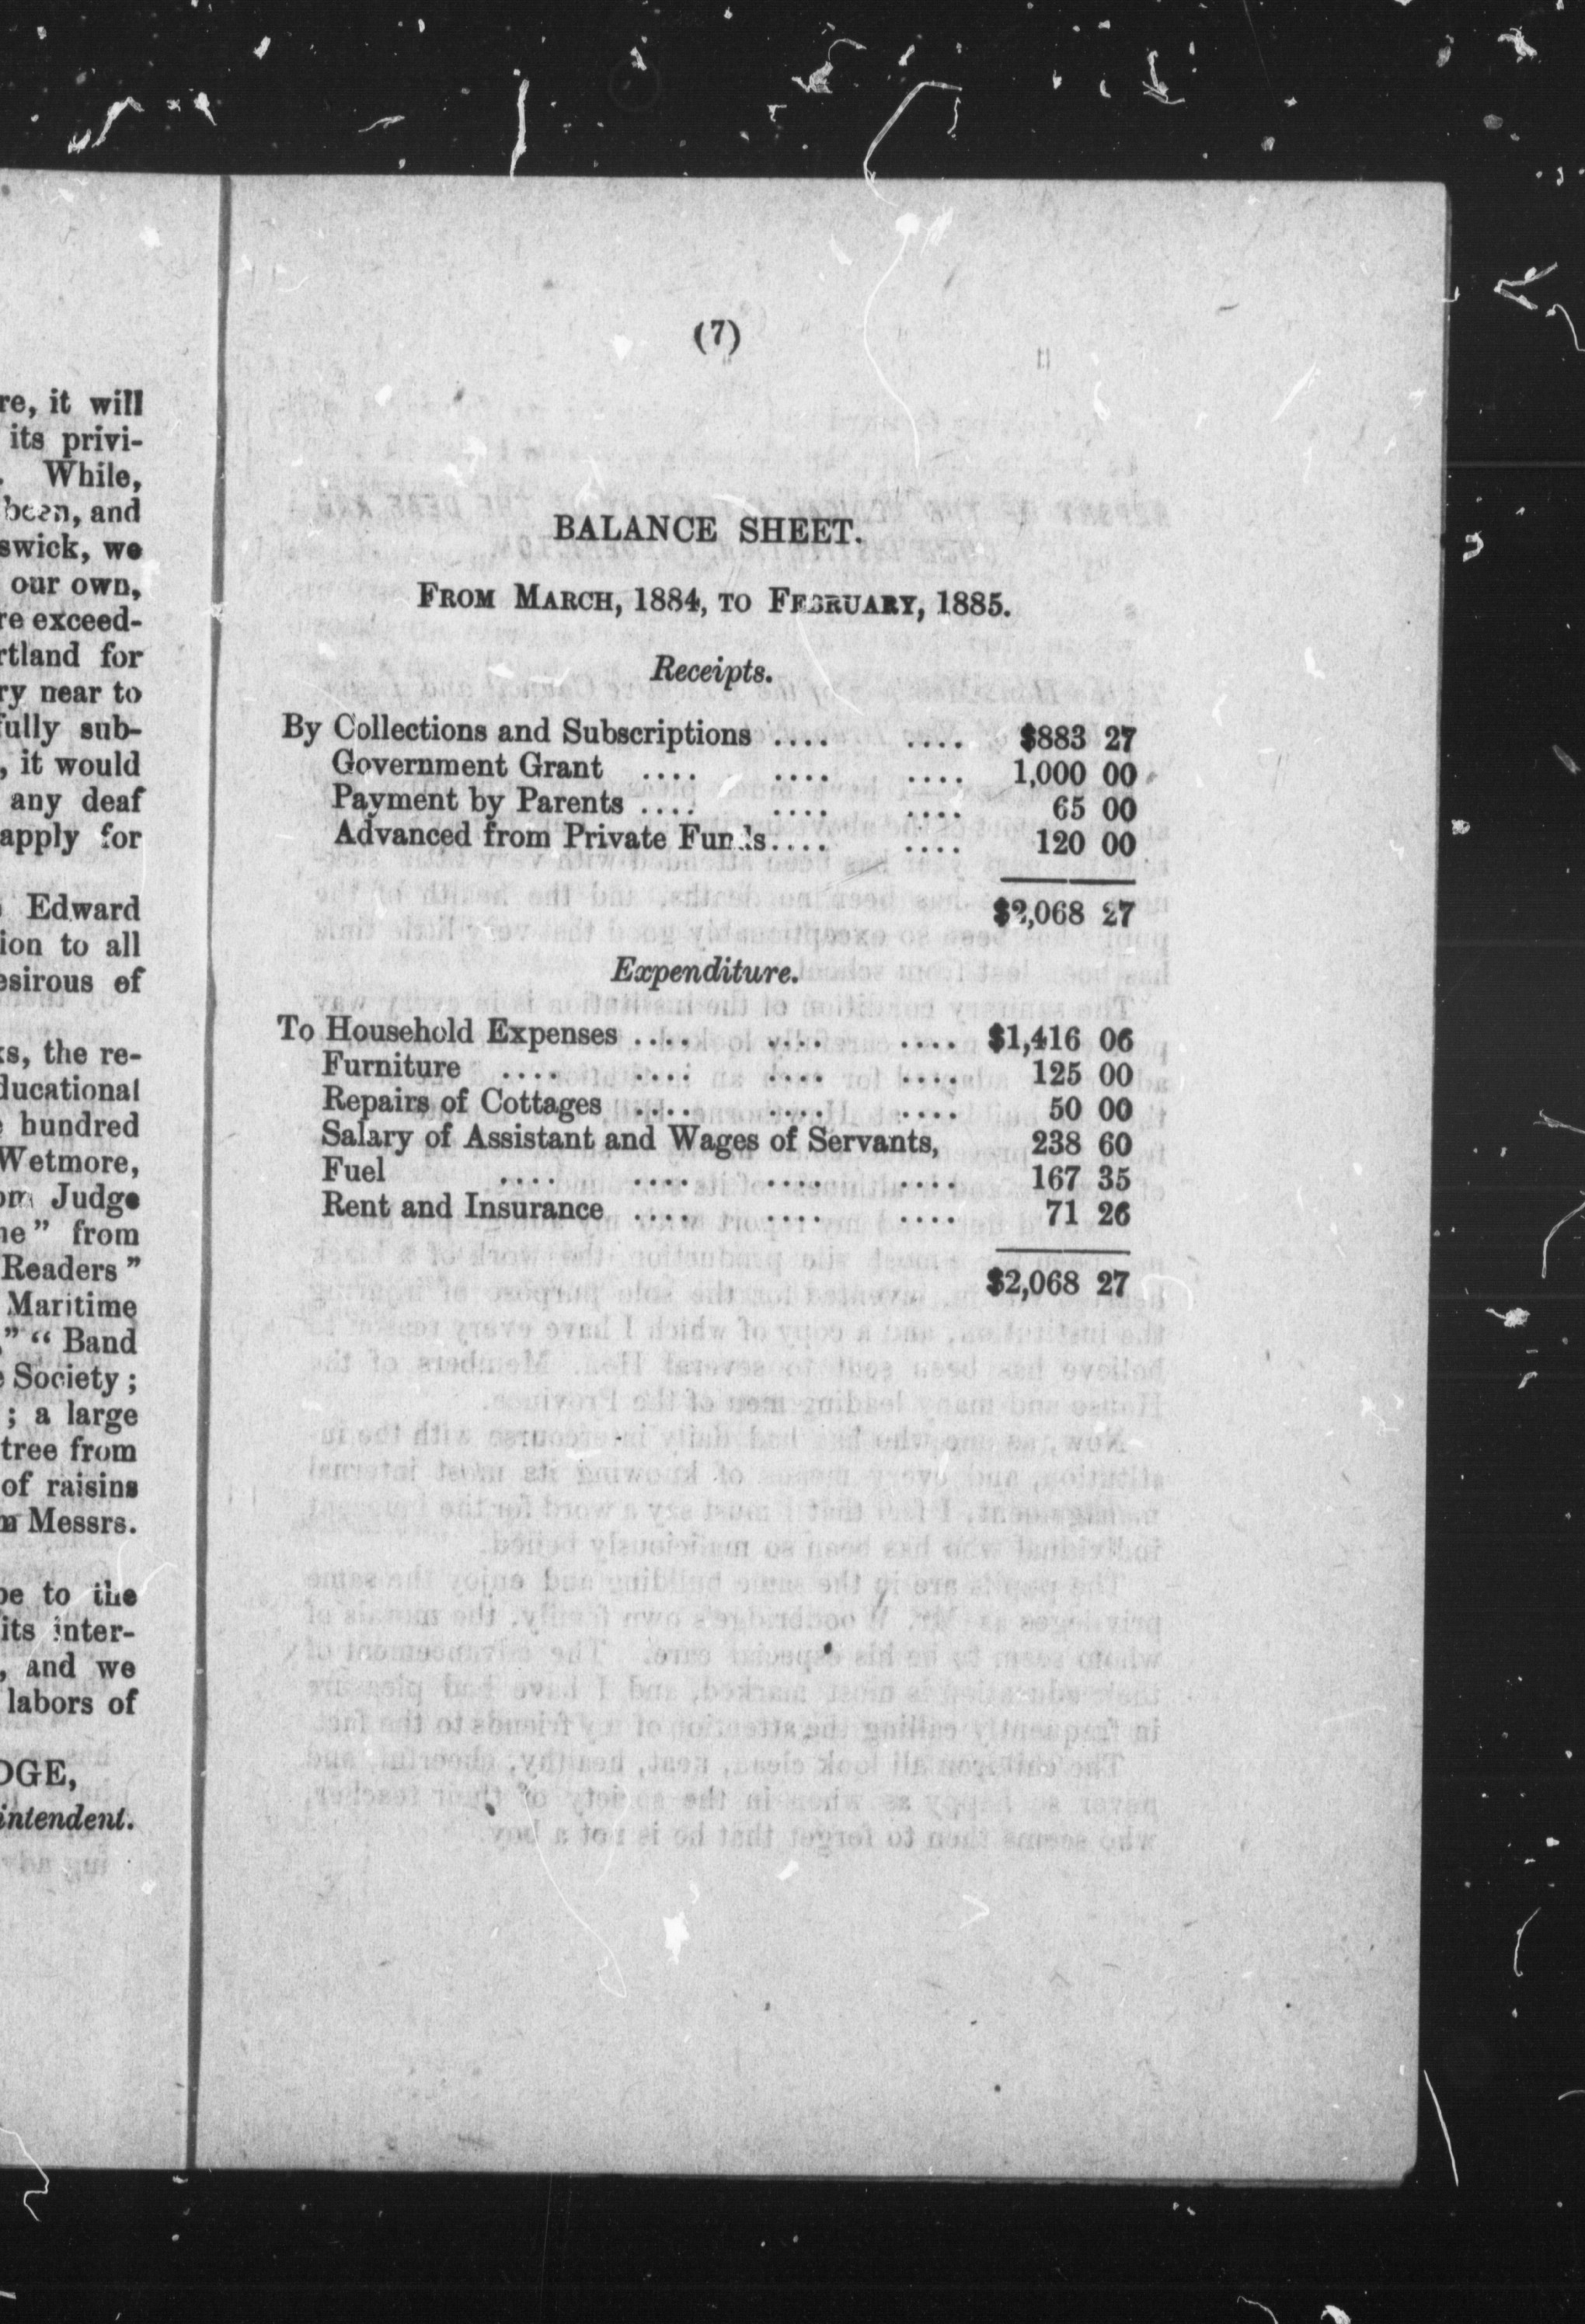 re, it will
its privi-
. While,
been, and
swick, we
our own,
re exceed-
rtland for
ry near to
fully sub-
, it would
any deaf
apply for
Edward
ion to all
esirous of
ks, the re-
ducational
e hundred
Wetmore,
om Judge
ne" from
Readers"
Maritime
," "Band
e Society;
; a large
tree from
of raisins
Messrs.
be to the
its inter-
, and we
labors of
DGE,
intendent.
(7)
BALANCE SHEET.
FROM MARCH, 1884, TO FEBRUARY, 1885.
Receipts.
By Collections and Subscriptions .... .... $883 27
Government Grant .... .... .... 1,000 00
Payment by Parents .... .... .... 65 00
Advanced from Private Funds.... .... 120 00
$2,068 27
Expenditure.
To Household Expenses .... .... .... $1,416 06
Furniture .... .... .... .... 125 00
Repairs of Cottages .... .... .... 50 00
Salary of Assistant and Wages of Servants, 238 60
Fuel .... .... .... .... 167 35
Rent and Insurance .... .... .... 71 26
$2,068 27